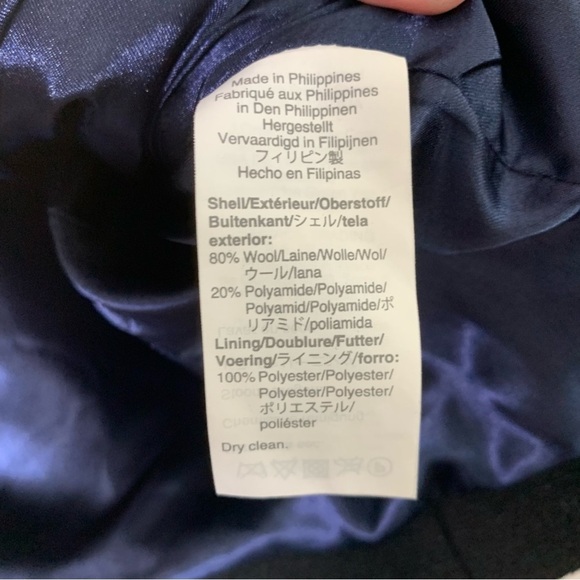 Made in Philippines
Fabriqué aux Philippines
in Den Philippinen
Hergestellt
Vervaardigd in Filipijnen
フィリピン製
Hecho en Filipinas
Shell/Extérieur/Oberstoff/
Buitenkant/シェル/tela
exterior:
80% Wool/Laine/Wolle/Wol/
ウール/lana
20% Polyamide/Polyamide/
Polyamid/Polyamide/ポ
リアミド/poliamida
Lining/Doublure/Futter/
Voering/ライニング/forro:
100% Polyester/Polyester/
Polyester/Polyester/
ポリエステル/
poliéster
Dry clean.